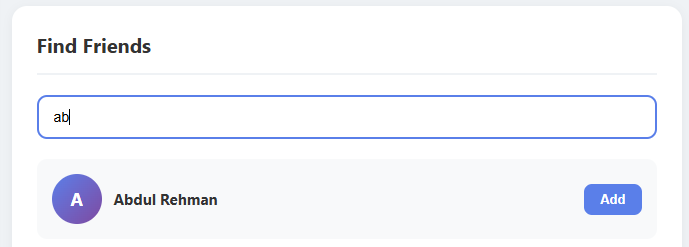 Find Friends
ab
A
Abdul Rehman
Add